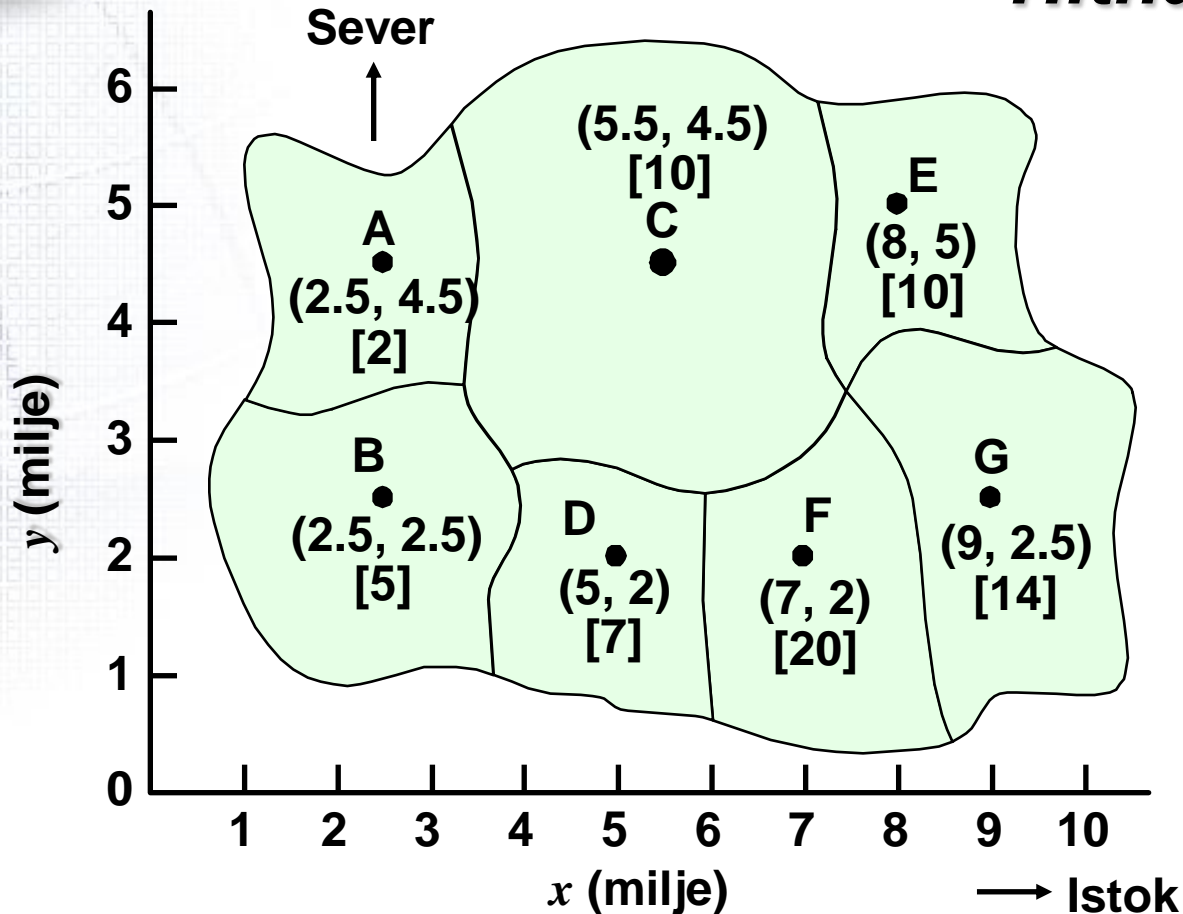 Sever
6
5
4
3
2
1
0
y (milje)
A
(2.5, 4.5)
[2]
(5.5, 4.5)
[10]
C
E
(8, 5)
[10]
B
(2.5, 2.5)
[5]
D
(5, 2)
[7]
F
(7, 2)
[20]
G
(9, 2.5)
[14]
1 2 3 4 5 6 7 8 9 10
x (milje)
Istok